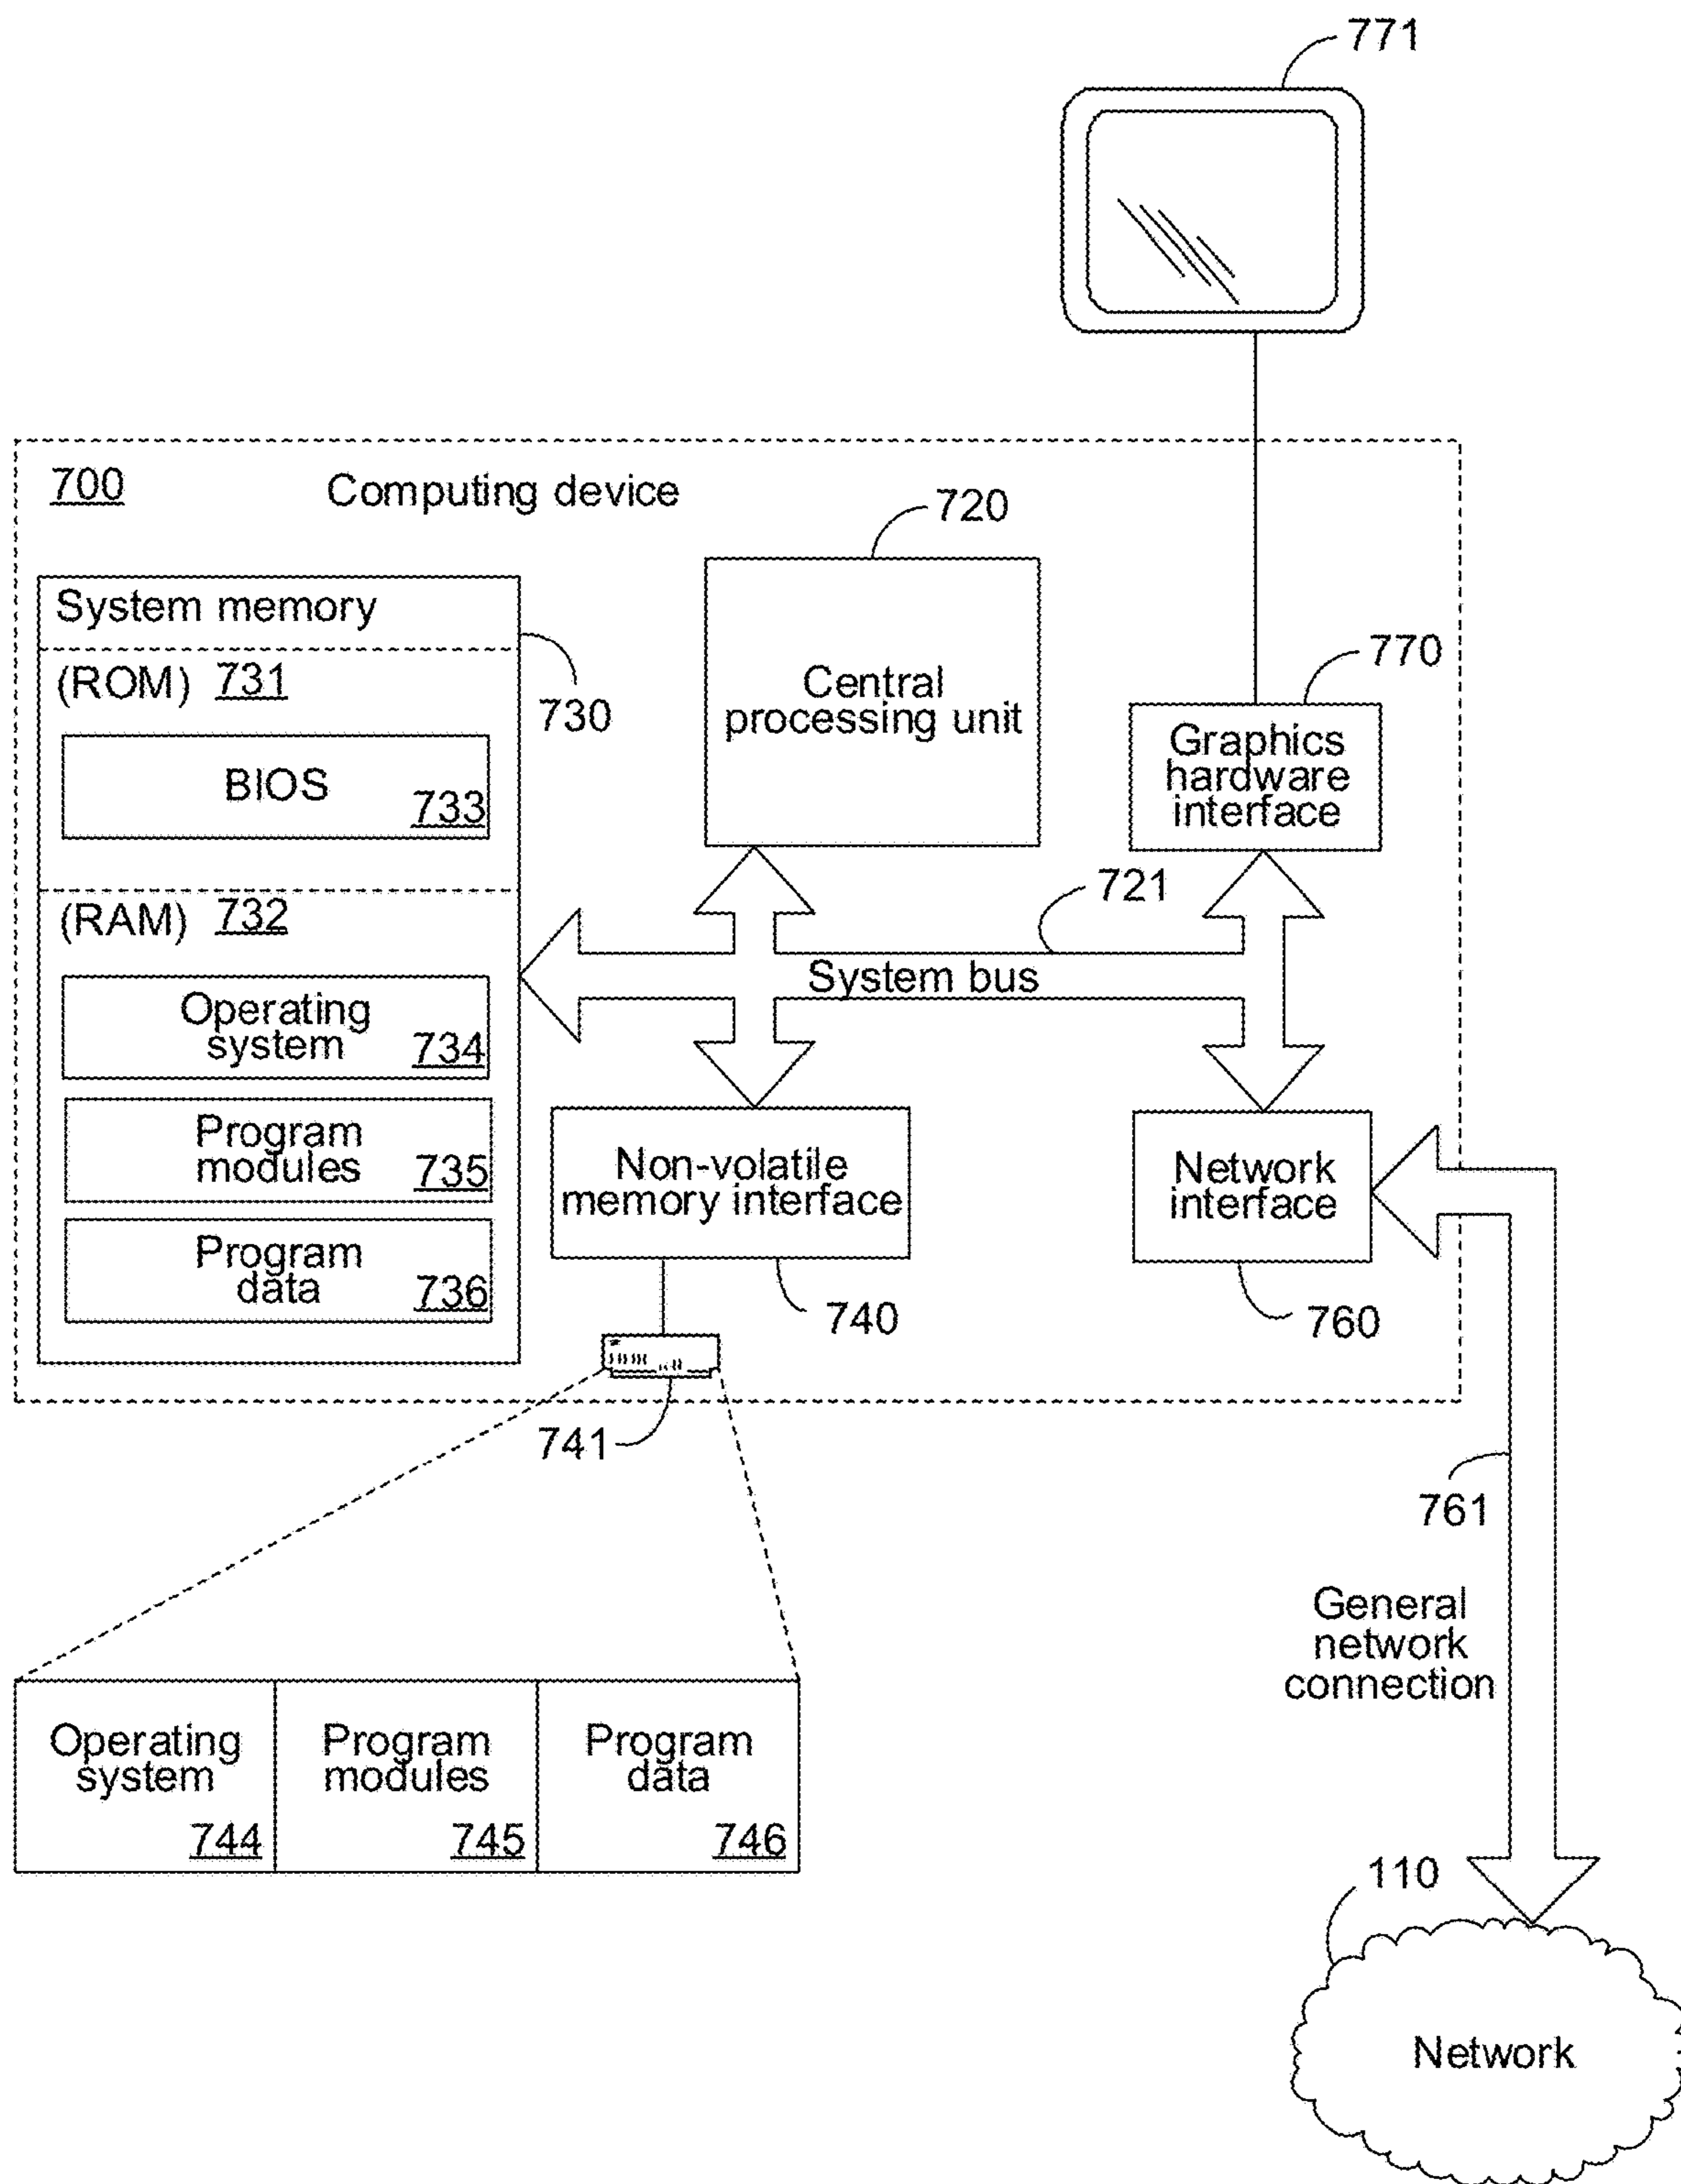 771
700
Computing device
720
System memory
(ROM) 731
730
BIOS
733
Central
processing unit
770
Graphics
hardware
interface
(RAM) 732
721
System bus
Operating
system
734
Program
modules
735
Program
data
736
Non-volatile
memory interface
740
Network
interface
760
741
761
General
network
connection
Operating
system
744
Program
modules
745
Program
data
746
110
Network